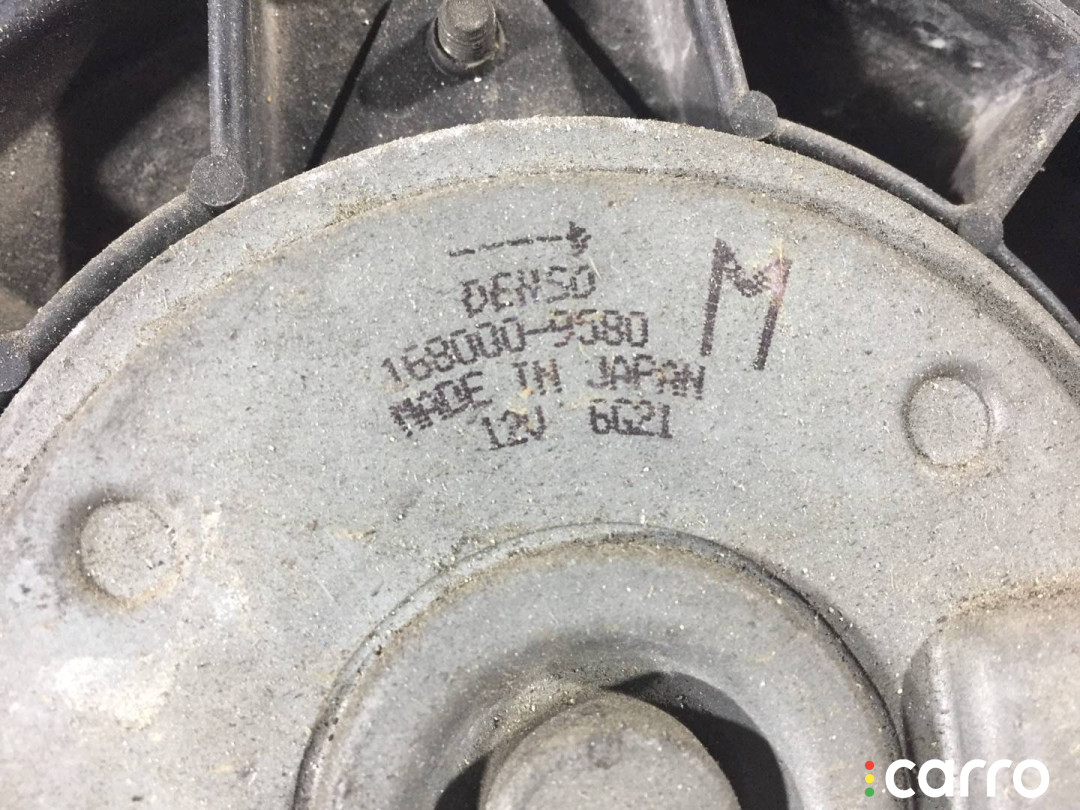 DENSO
168000-9580
M
MADE IN JAPAN
12V 6G21
carro